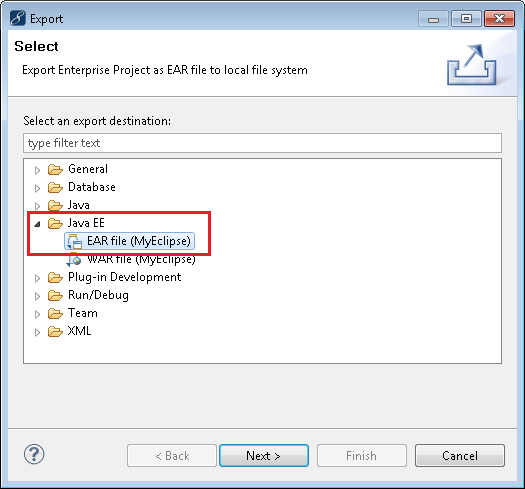 Export
Select
Export Enterprise Project as EAR file to local file system
Select an export destination:
type filter text
General
Database
Java
Java EE
EAR file (MyEclipse)
WAR file (MyEclipse)
Plug-in Development
Run/Debug
Team
XML
?
< Back
Next >
Finish
Cancel